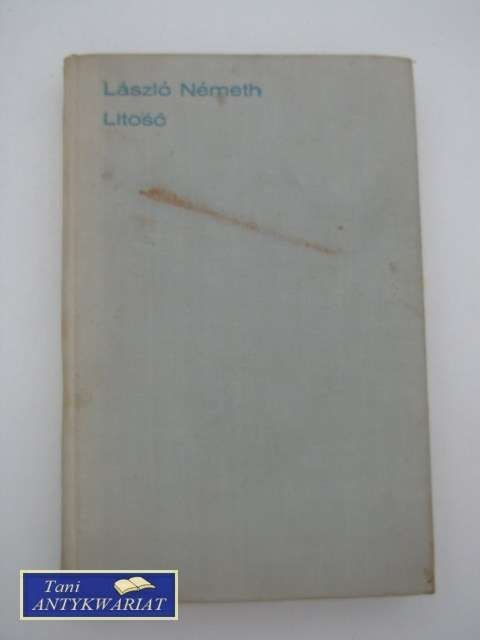 László Németh
Litość
Tani
ANTYKWARIAT